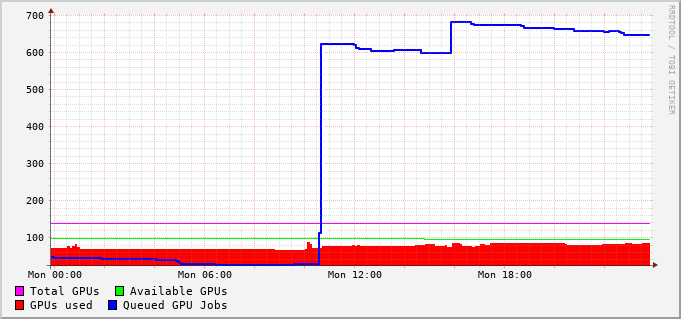 700
600
500
400
300
200
100
Mon 00:00 Mon 06:00 Mon 12:00 Mon 18:00
Total GPUs Available GPUs
GPUs used Queued GPU Jobs
RRDTOOL / TOBI OETIKER